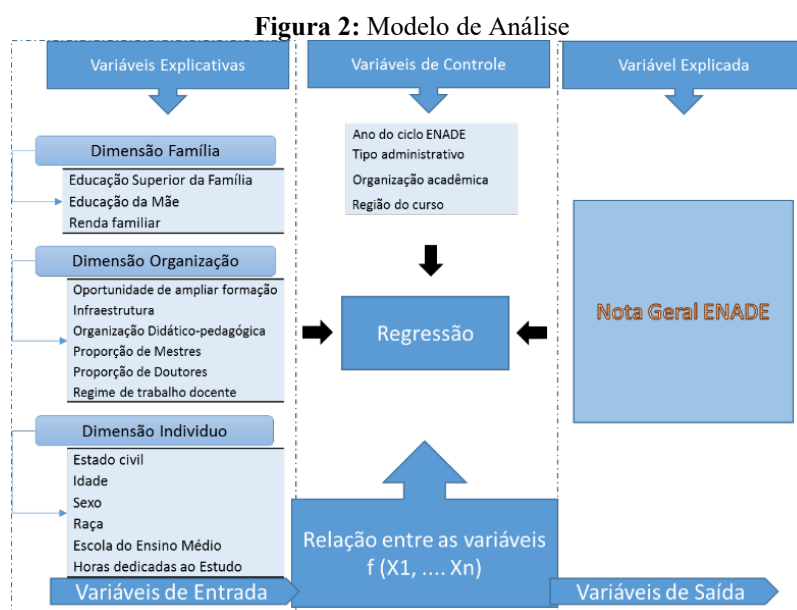 Figura 2: Modelo de Análise
Variáveis Explicativas
Variáveis de Controle
Variável Explicada
Dimensão Família
Educação Superior da Família
Educação da Mãe
Renda familiar
Dimensão Organização
Oportunidade de ampliar formação
Infraestrutura
Organização Didático-pedagógica
Proporção de Mestres
Proporção de Doutores
Regime de trabalho docente
Dimensão Individuo
Estado civil
Idade
Sexo
Raça
Escola do Ensino Médio
Horas dedicadas ao Estudo
Variáveis de Entrada
Ano do ciclo ENADE
Tipo administrativo
Organização acadêmica
Região do curso
Regressão
Relação entre as variáveis
f (X1, .... Xn)
Nota Geral ENADE
Variáveis de Saída